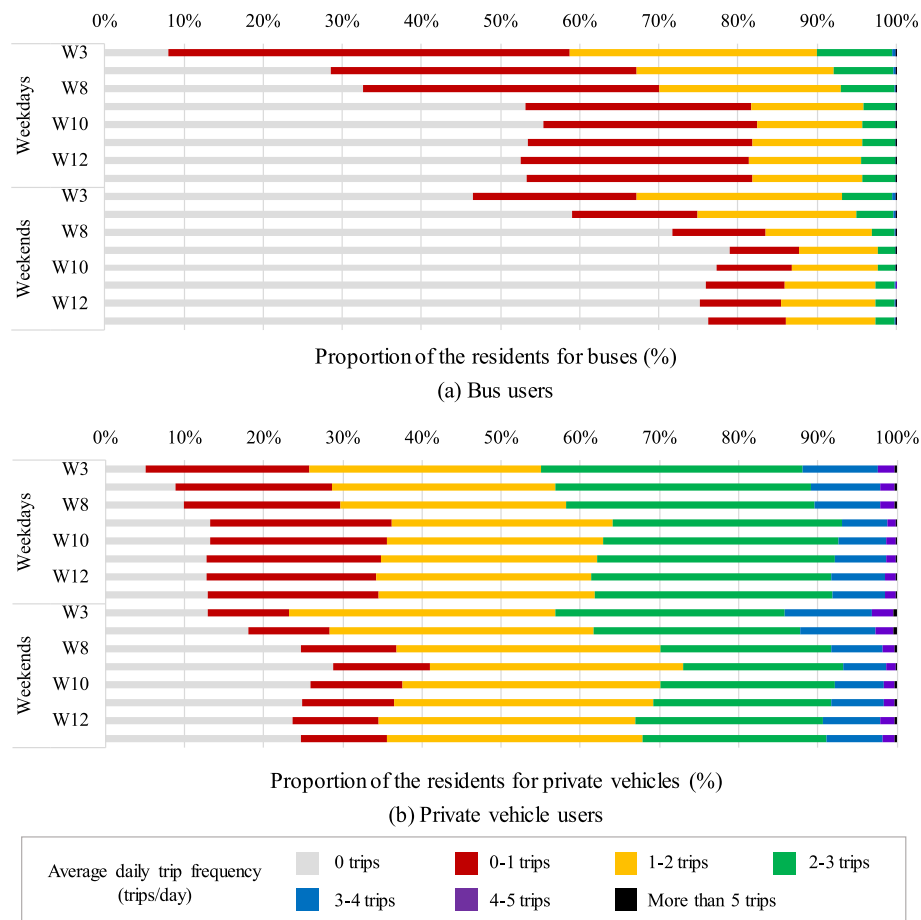 0% 10% 20% 30% 40% 50% 60% 70% 80% 90% 100%
Weekdays
W3
W8
W10
W12
Weekends
W3
W8
W10
W12
Proportion of the residents for buses (%)
(a) Bus users
0% 10% 20% 30% 40% 50% 60% 70% 80% 90% 100%
Weekdays
W3
W8
W10
W12
Weekends
W3
W8
W10
W12
Proportion of the residents for private vehicles (%)
(b) Private vehicle users
Average daily trip frequency
(trips/day)
0 trips 0-1 trips 1-2 trips 2-3 trips
3-4 trips 4-5 trips More than 5 trips